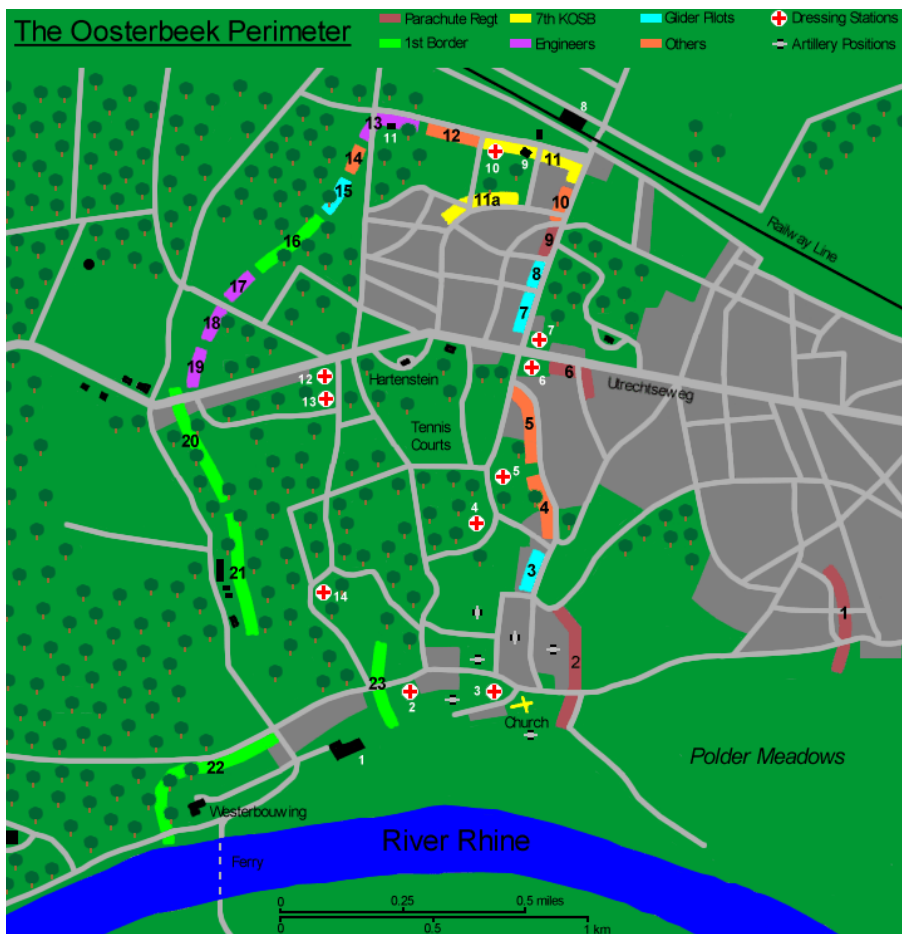 The Oosterbeek Perimeter
Parachute Regt
7th KOSB
Glider Pilots
Dressing Stations
1st Border
Engineers
Others
Artillery Positions
8
13
11
12
10
9
11
14
15
11a
10
16
9
Railway Line
8
17
7
18
7
19
12
Hartenstein
6
6
Utrechtseweg
13
20
Tennis
Courts
5
5
4
4
21
3
14
1
2
23
2
3
Church
22
1
Polder Meadows
Westerbouwing
River Rhine
Ferry
0
0.25
0.5 miles
0
0.5
1 km